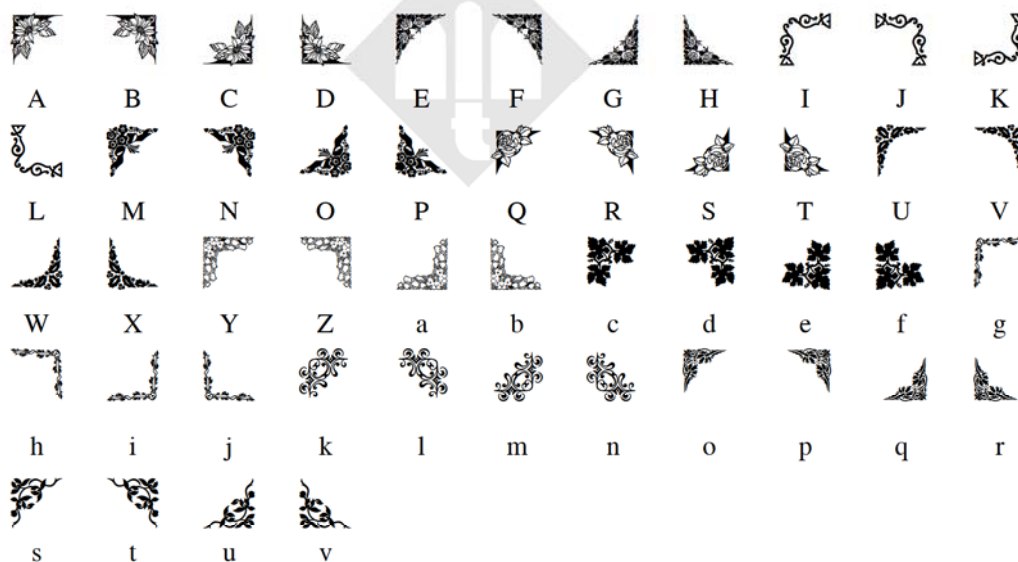 A B C D E F G H I J K
L M N O P Q R S T U V
W X Y Z a b c d e f g
h i j k l m n o p q r
s t u v